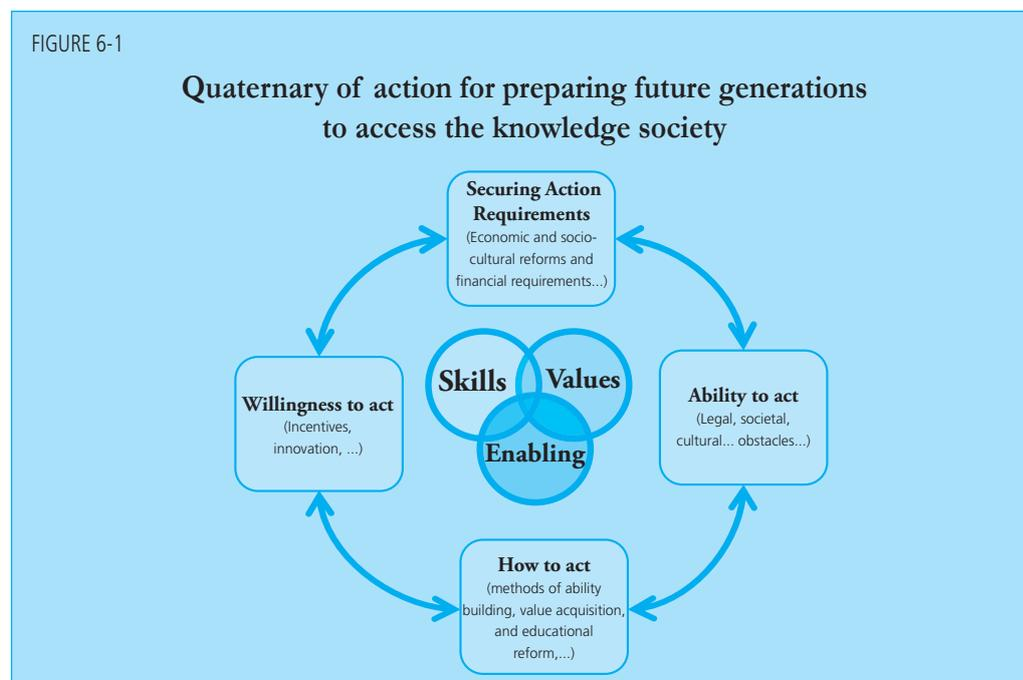 FIGURE 6-1
Quaternary of action for preparing future generations
to access the knowledge society
Securing Action
Requirements
(Economic and socio-
cultural reforms and
financial requirements...)
Skills
Values
Enabling
Willingness to act
(Incentives,
innovation, ...)
Ability to act
(Legal, societal,
cultural... obstacles...)
How to act
(methods of ability
building, value acquisition,
and educational
reform,...)